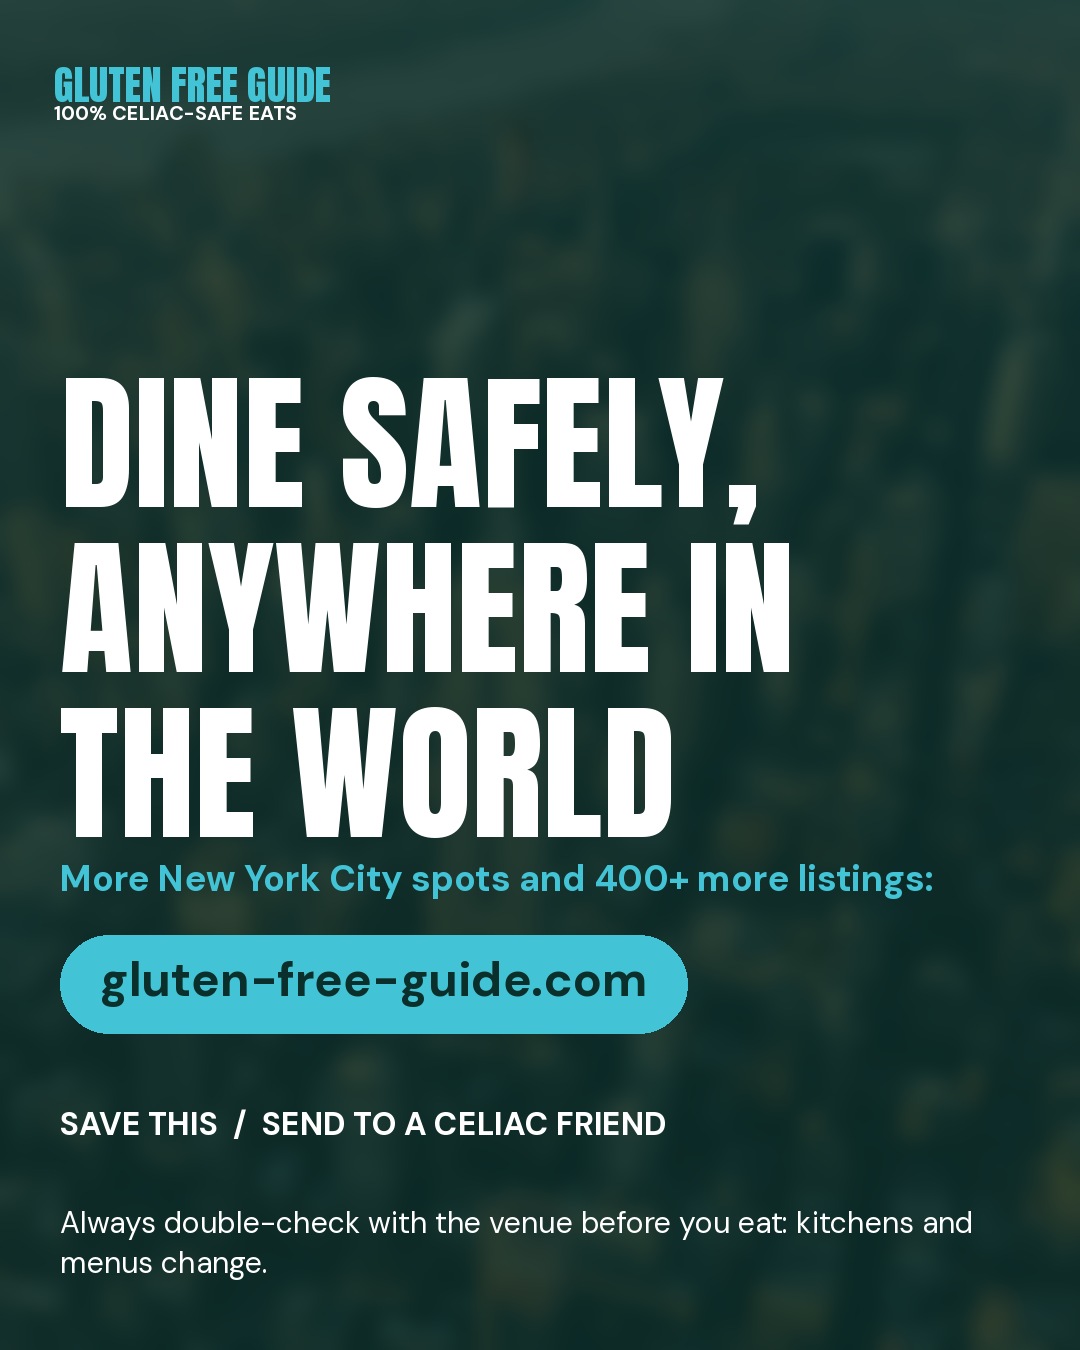 GLUTEN FREE GUIDE
100% CELIAC-SAFE EATS
DINE SAFELY,
ANYWHERE IN
THE WORLD
More New York City spots and 400+ more listings:
gluten-free-guide.com
SAVE THIS / SEND TO A CELIAC FRIEND
Always double-check with the venue before you eat: kitchens and
menus change.